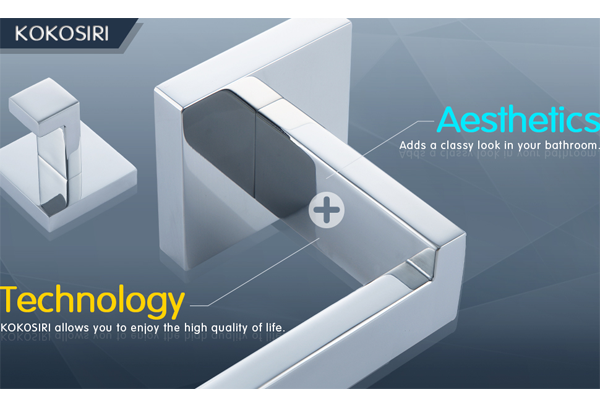 KOKOSIRI
Aesthetics
Adds a classy look in your bathroom.
Technology
KOKOSIRI allows you to enjoy the high quality of life.